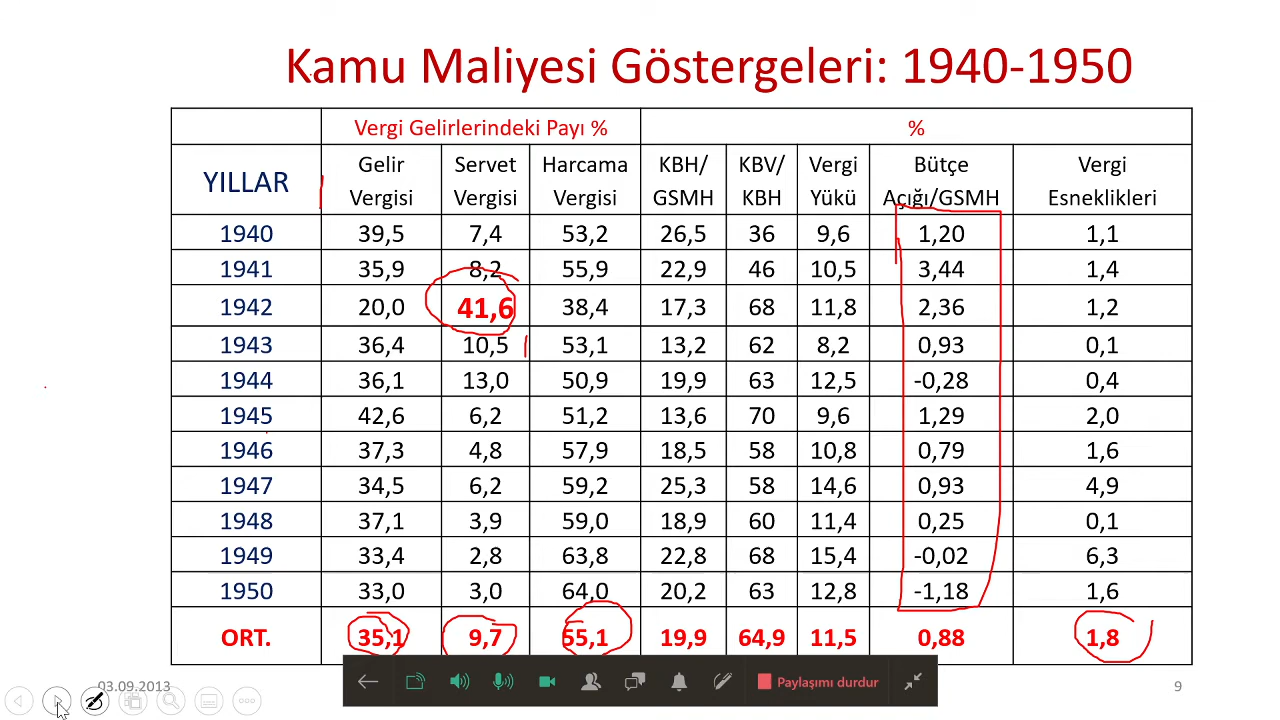 Kamu Maliyesi Göstergeleri: 1940-1950
Vergi Gelirlerindeki Payı % %
YILLAR Gelir Vergisi Servet Vergisi Harcama Vergisi KBH/ GSMH KBV/ KBH Vergi Yükü Bütçe Açığı/GSMH Vergi Esneklikleri
1940 39,5 7,4 53,2 26,5 36 9,6 1,20 1,1
1941 35,9 8,2 55,9 22,9 46 10,5 3,44 1,4
1942 20,0 41,6 38,4 17,3 68 11,8 2,36 1,2
1943 36,4 10,5 53,1 13,2 62 8,2 0,93 0,1
1944 36,1 13,0 50,9 19,9 63 12,5 -0,28 0,4
1945 42,6 6,2 51,2 13,6 70 9,6 1,29 2,0
1946 37,3 4,8 57,9 18,5 58 10,8 0,79 1,6
1947 34,5 6,2 59,2 25,3 58 14,6 0,93 4,9
1948 37,1 3,9 59,0 18,9 60 11,4 0,25 0,1
1949 33,4 2,8 63,8 22,8 68 15,4 -0,02 6,3
1950 33,0 3,0 64,0 20,2 63 12,8 -1,18 1,6
ORT. 35,1 9,7 55,1 19,9 64,9 11,5 0,88 1,8
Paylaşımı durdur
03.09.2013 9